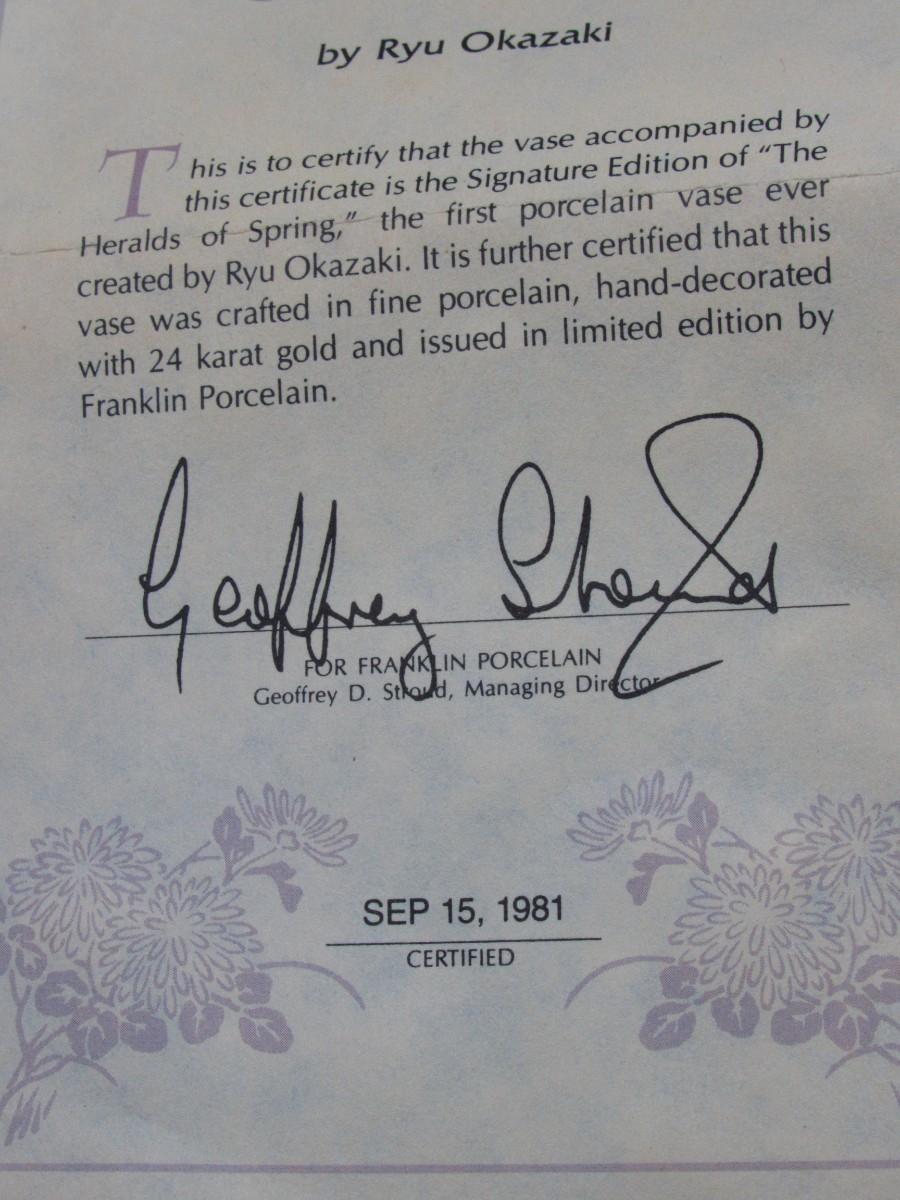 by Ryu Okazaki
This is to certify that the vase accompanied by
this certificate is the Signature Edition of “The
Heralds of Spring,” the first porcelain vase ever
created by Ryu Okazaki. It is further certified that this
vase was crafted in fine porcelain, hand-decorated
with 24 karat gold and issued in limited edition by
Franklin Porcelain.
Geoffrey Stroud
FOR FRANKLIN PORCELAIN
Geoffrey D. Stroud, Managing Director
SEP 15, 1981
CERTIFIED